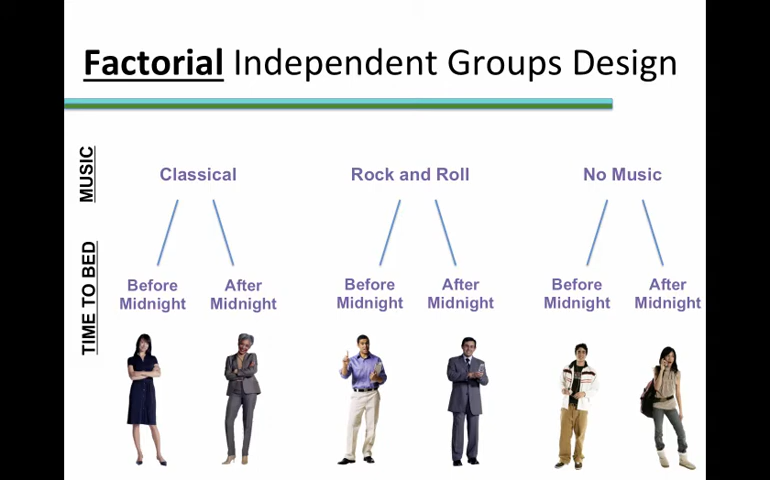 Factorial Independent Groups Design
MUSIC
Classical
Rock and Roll
No Music
TIME TO BED
Before
Midnight
After
Midnight
Before
Midnight
After
Midnight
Before
Midnight
After
Midnight